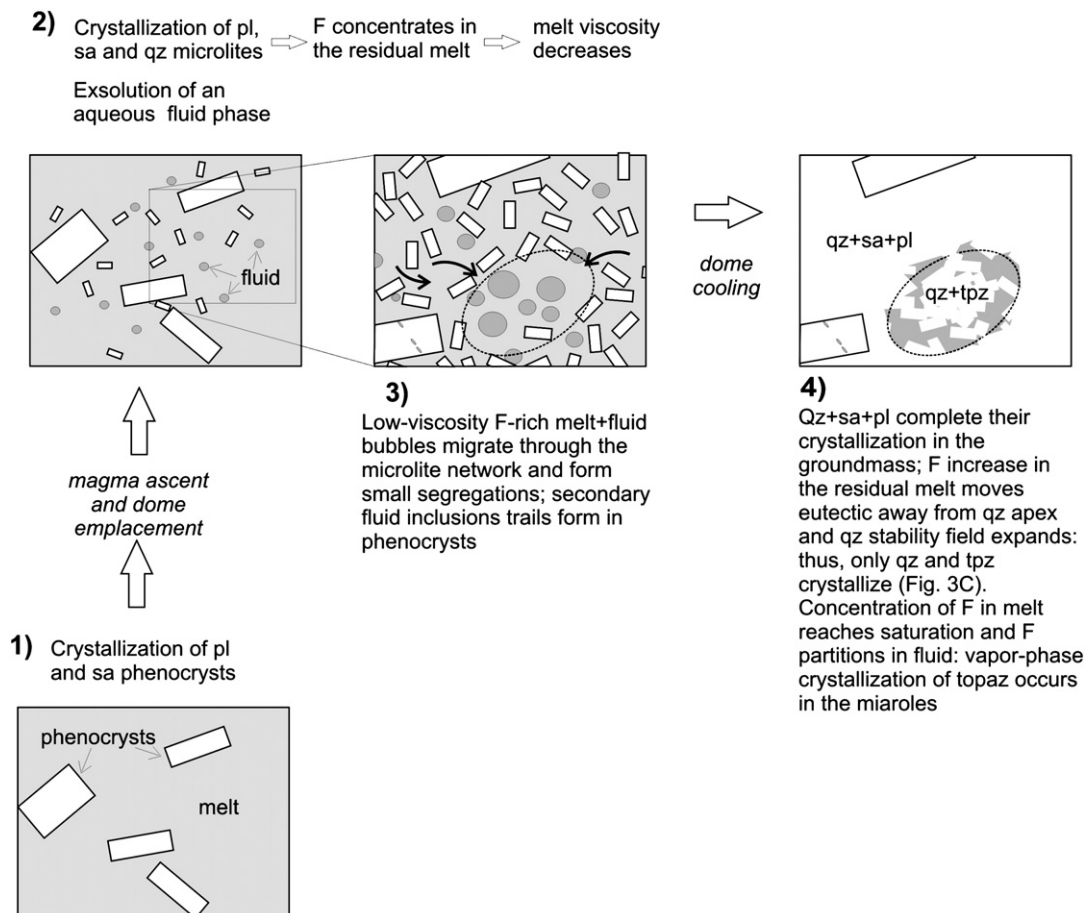 2) Crystallization of pl, sa and qz microlites
F concentrates in the residual melt
melt viscosity decreases
Exsolution of an
aqueous fluid phase
fluid
3)
Low-viscosity F-rich melt+fluid
bubbles migrate through the
microlite network and form
small segregations; secondary
fluid inclusions trails form in
phenocrysts
dome
cooling
qz+sa+pl
qz+tpz
4)
Qz+sa+pl complete their
crystallization in the
groundmass; F increase in
the residual melt moves
eutectic away from qz apex
and qz stability field expands:
thus, only qz and tpz
crystallize (Fig. 3C).
Concentration of F in melt
reaches saturation and F
partitions in fluid: vapor-phase
crystallization of topaz occurs
in the miaroles
magma ascent
and dome
emplacement
1) Crystallization of pl
and sa phenocrysts
phenocrysts
melt